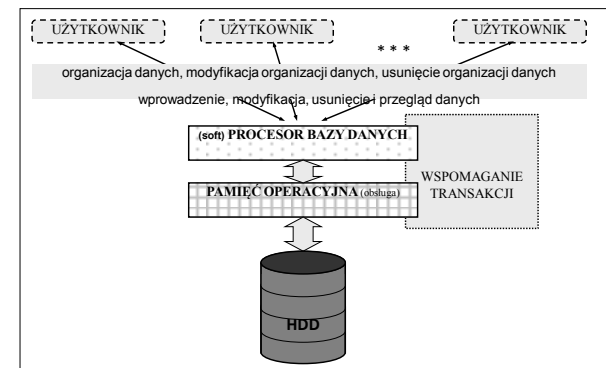 UŻYTKOWNIK UŻYTKOWNIK UŻYTKOWNIK
* * *
organizacja danych, modyfikacja organizacji danych, usunięcie organizacji danych
wprowadzenie, modyfikacja, usunięcie i przegląd danych
(soft) PROCESOR BAZY DANYCH
PAMIĘĆ OPERACYJNA (obsługa)
WSPOMAGANIE
TRANSAKCJI
HDD